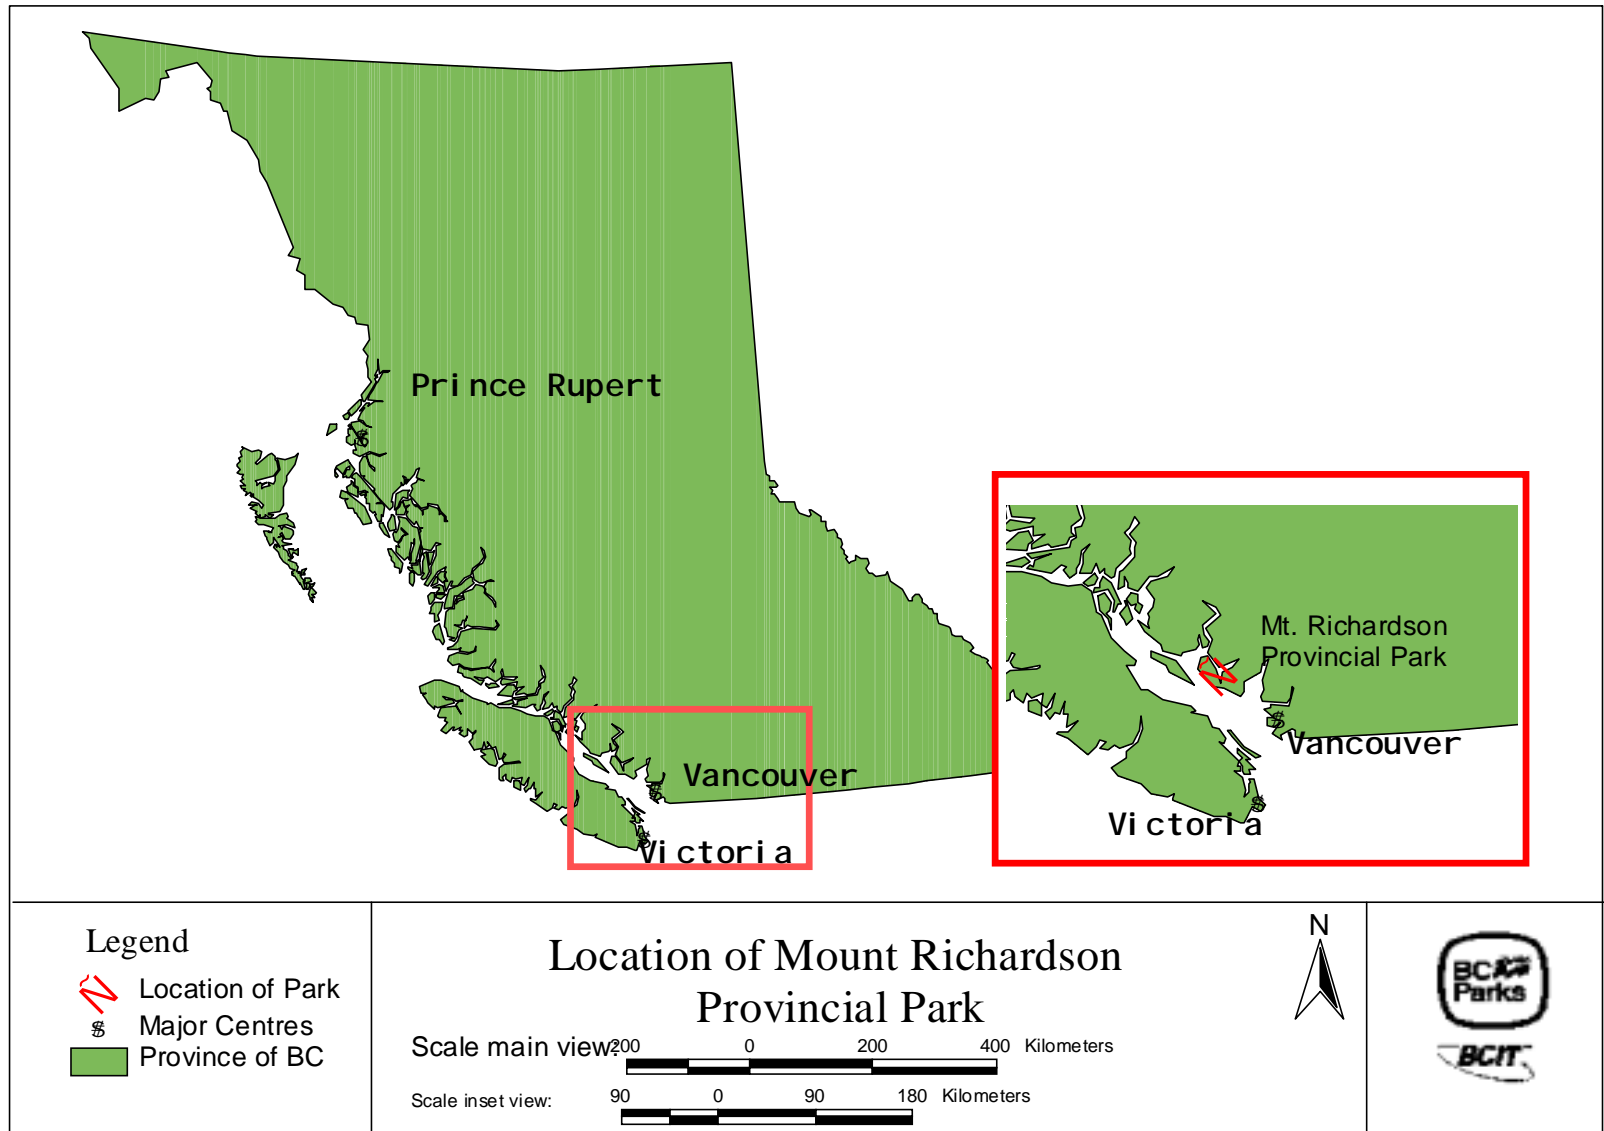 Prince Rupert
Vancouver
Victoria
Mt. Richardson
Provincial Park
Vancouver
Victoria
Legend
Location of Park
Major Centres
Province of BC
Location of Mount Richardson
Provincial Park
Scale main view:
200 0 200 400 Kilometers
Scale inset view:
90 0 90 180 Kilometers
N
BC
Parks
BCIT